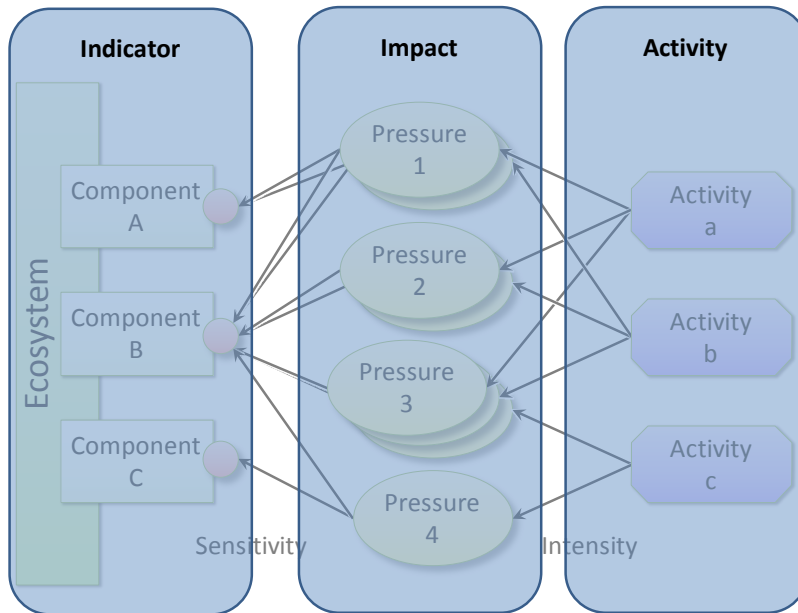 Indicator
Impact
Activity
Ecosystem
Component
A
Component
B
Component
C
Pressure
1
Pressure
2
Pressure
3
Pressure
4
Activity
a
Activity
b
Activity
c
Sensitivity
Intensity